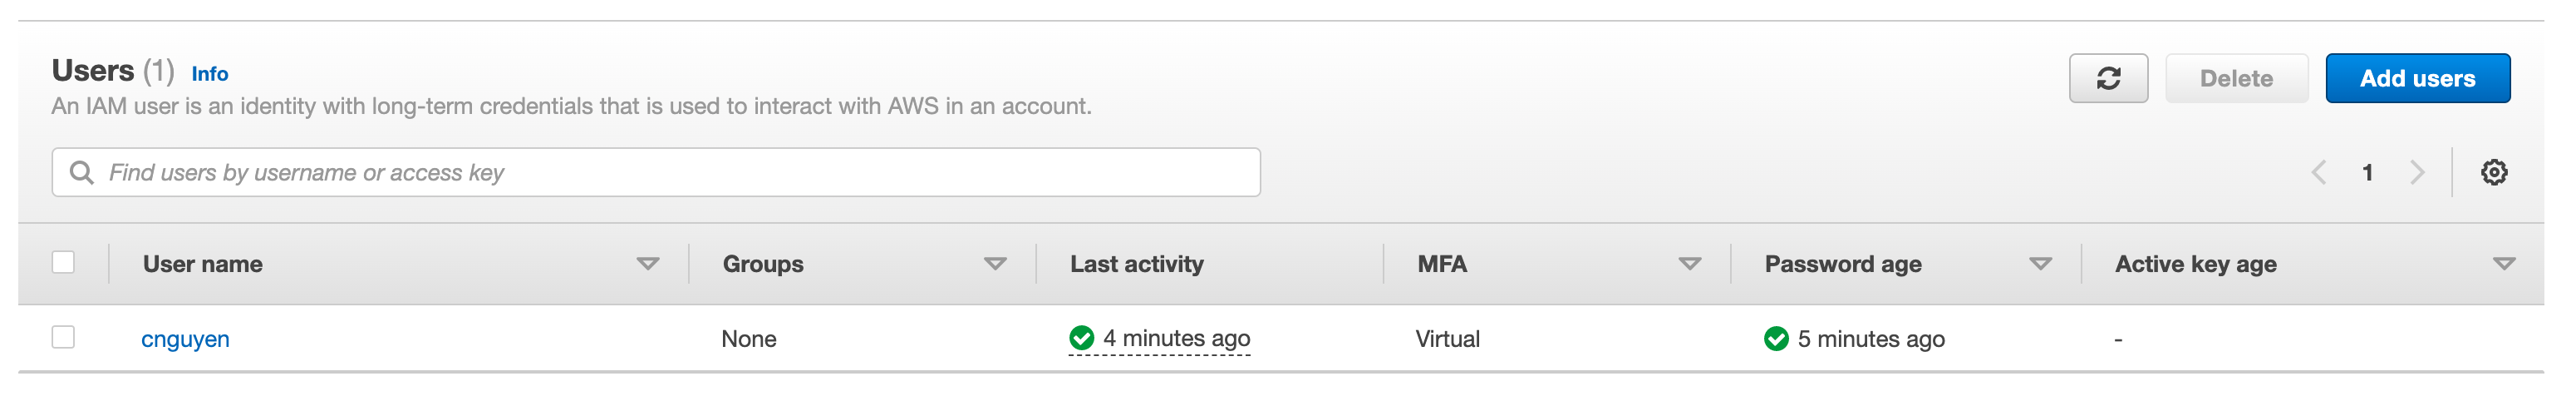 Users (1) Info
An IAM user is an identity with long-term credentials that is used to interact with AWS in an account.
Delete
Add users
Find users by username or access key
1
User name Groups Last activity MFA Password age Active key age
cnguyen None 4 minutes ago Virtual 5 minutes ago -